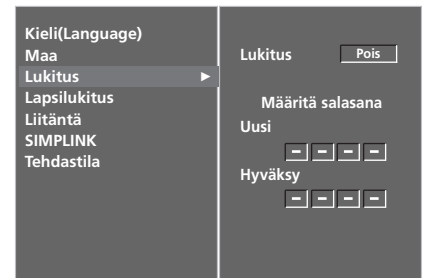 Kieli(Language)
Maa
Lukitus ►
Lapsilukitus
Liitäntä
SIMPLINK
Tehdastila
Lukitus Pois
Määritä salasana
Uusi
– – – –
Hyväksy
– – – –